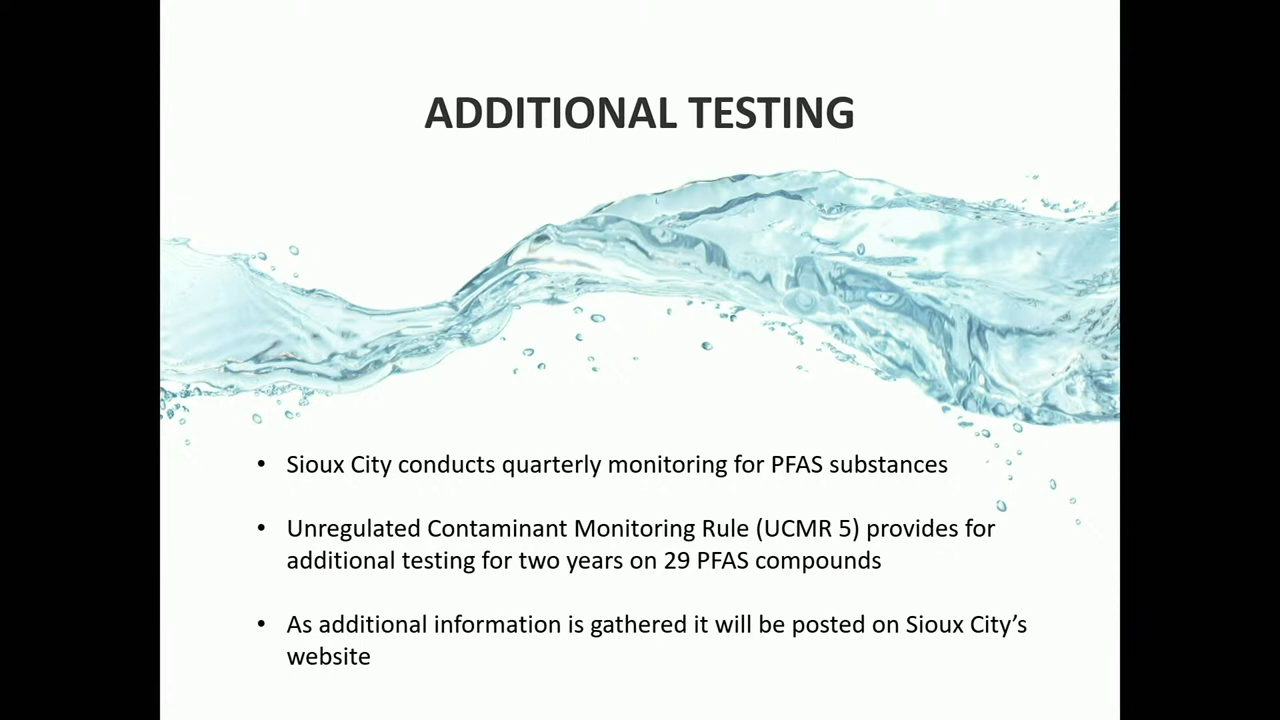 ADDITIONAL TESTING
• Sioux City conducts quarterly monitoring for PFAS substances
• Unregulated Contaminant Monitoring Rule (UCMR 5) provides for
additional testing for two years on 29 PFAS compounds
• As additional information is gathered it will be posted on Sioux City’s
website